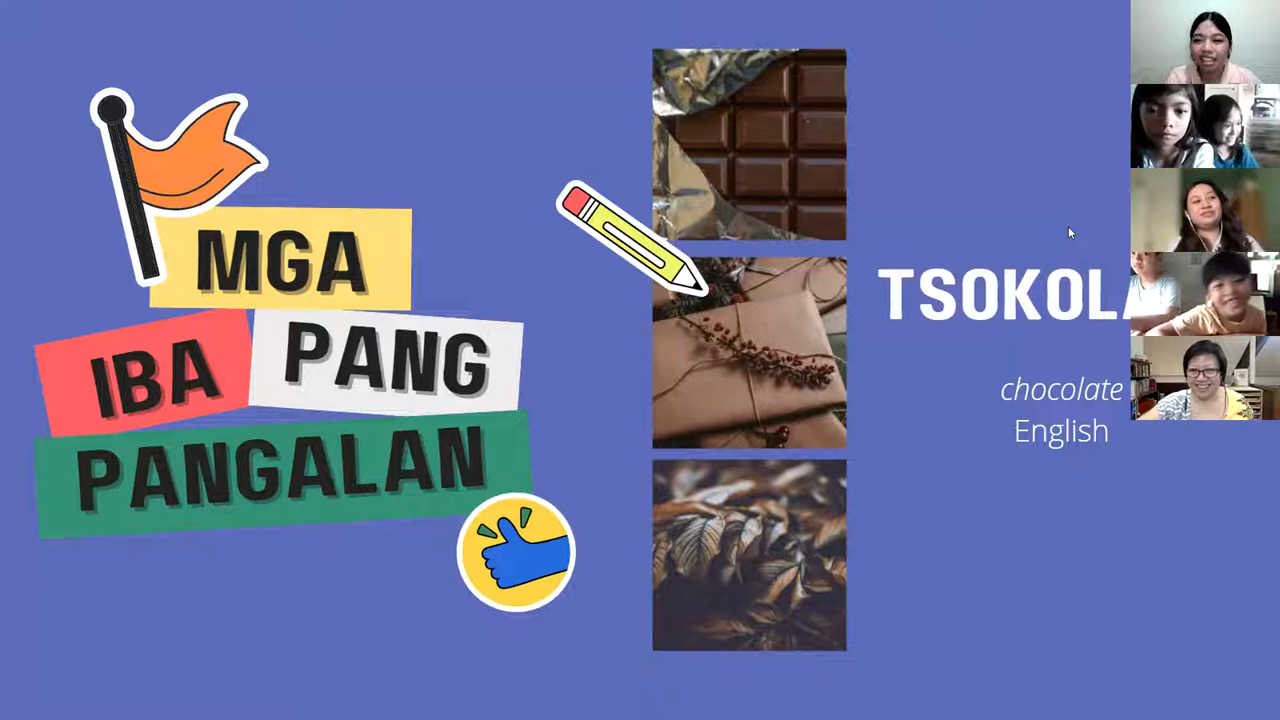 MGA
IBA PANG
PANGALAN
TSOKOL
chocolate
English